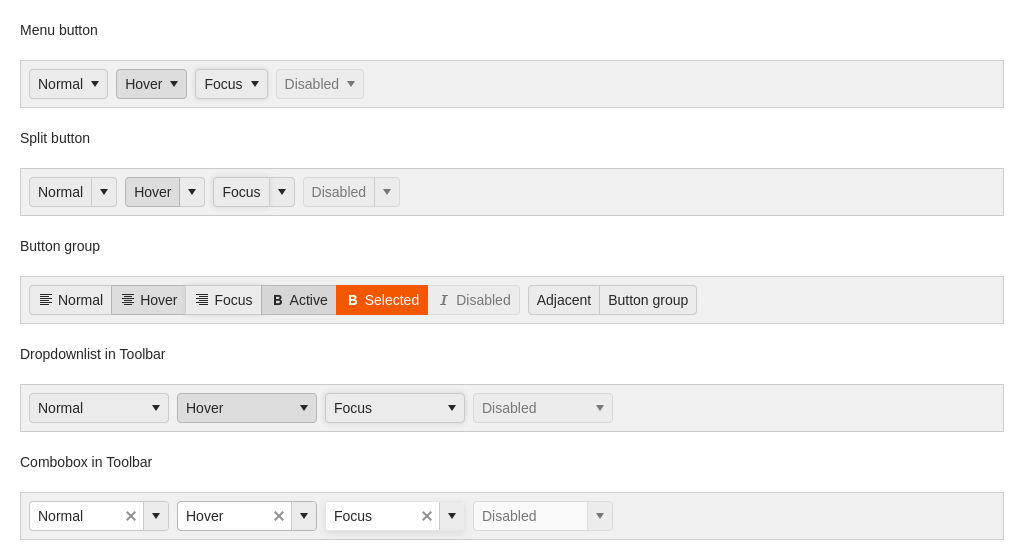 Menu button
Normal Hover Focus Disabled
Split button
Normal Hover Focus Disabled
Button group
Normal Hover Focus B Active B Selected I Disabled Adjacent Button group
Dropdownlist in Toolbar
Normal Hover Focus Disabled
Combobox in Toolbar
Normal Hover Focus Disabled